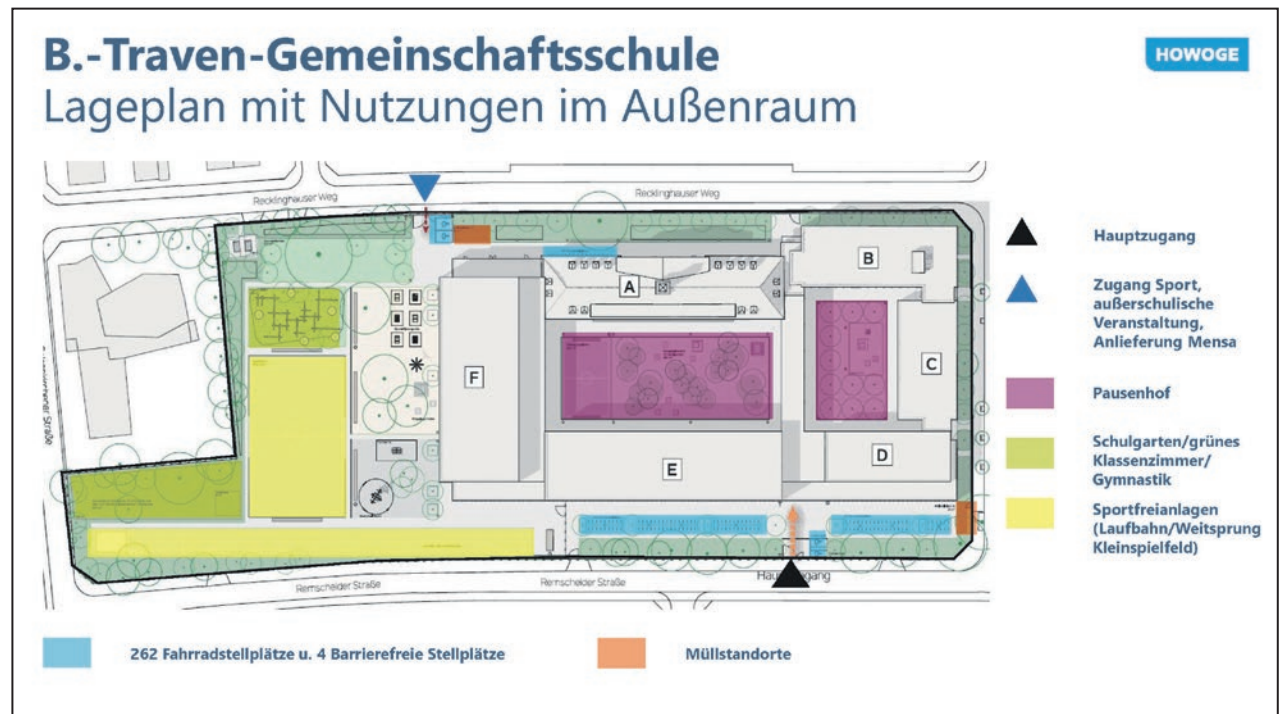 B.-Traven-Gemeinschaftsschule
Lageplan mit Nutzungen im Außenraum
HOWOGE
Recklinghauser Weg
Recklinghauser Weg
A
B
C
D
E
F
Straße
Remscheider Straße
Remscheider Straße
Hauptzugang
Hauptzugang
Zugang Sport,
außerschulische
Veranstaltung,
Anlieferung Mensa
Pausenhof
Schulgarten/grünes
Klassenzimmer/
Gymnastik
Sportfreianlagen
(Laufbahn/Weitsprung
Kleinspielfeld)
262 Fahrradstellplätze u. 4 Barrierefreie Stellplätze
Müllstandorte